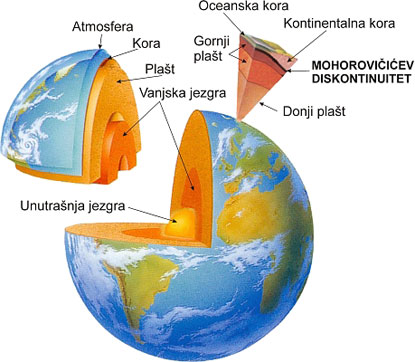 Oceanska kora
Atmosfera
Kontinentalna kora
Kora
Gornji
plašt
MOHOROVIČIĆEV
DISKONTINUITET
Plašt
Vanjska jezgra
Donji plašt
Unutrašnja jezgra